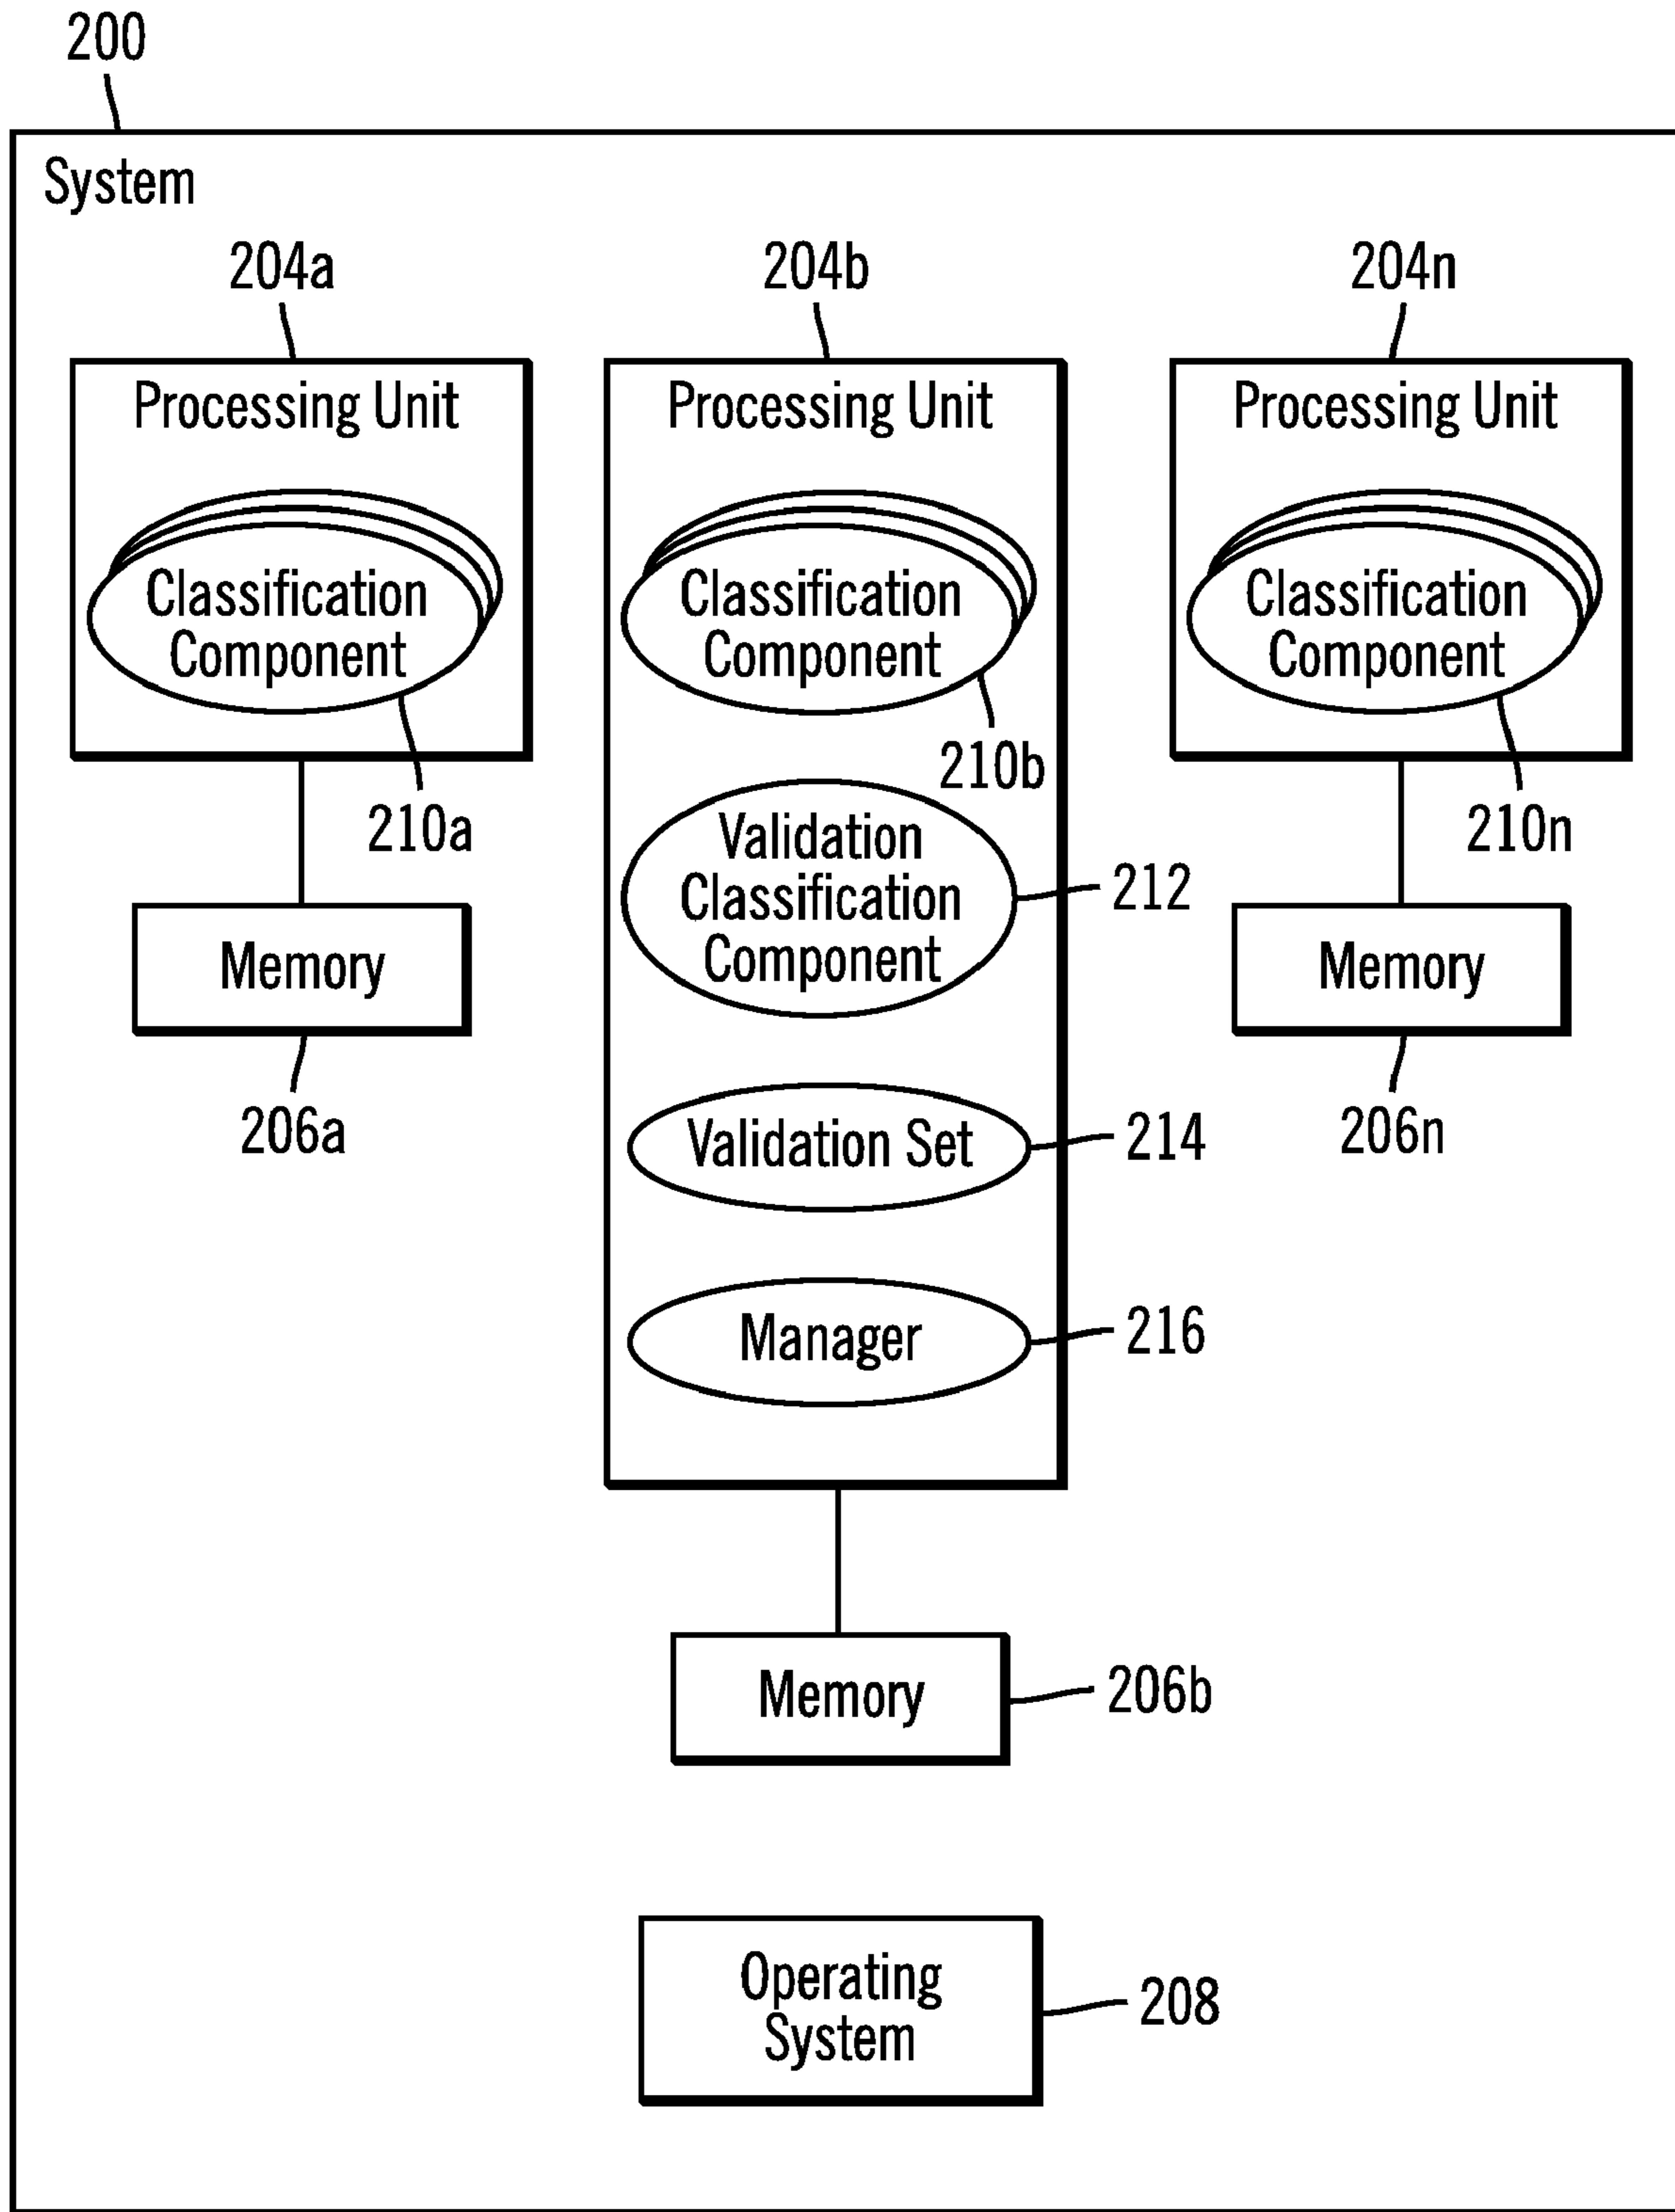 200
System
204a
204b
204n
Processing Unit
Processing Unit
Processing Unit
Classification
Component
Classification
Component
Classification
Component
210a
210b
210n
Validation
Classification
Component
212
Memory
Memory
206a
206n
Validation Set
214
Manager
216
Memory
206b
Operating
System
208